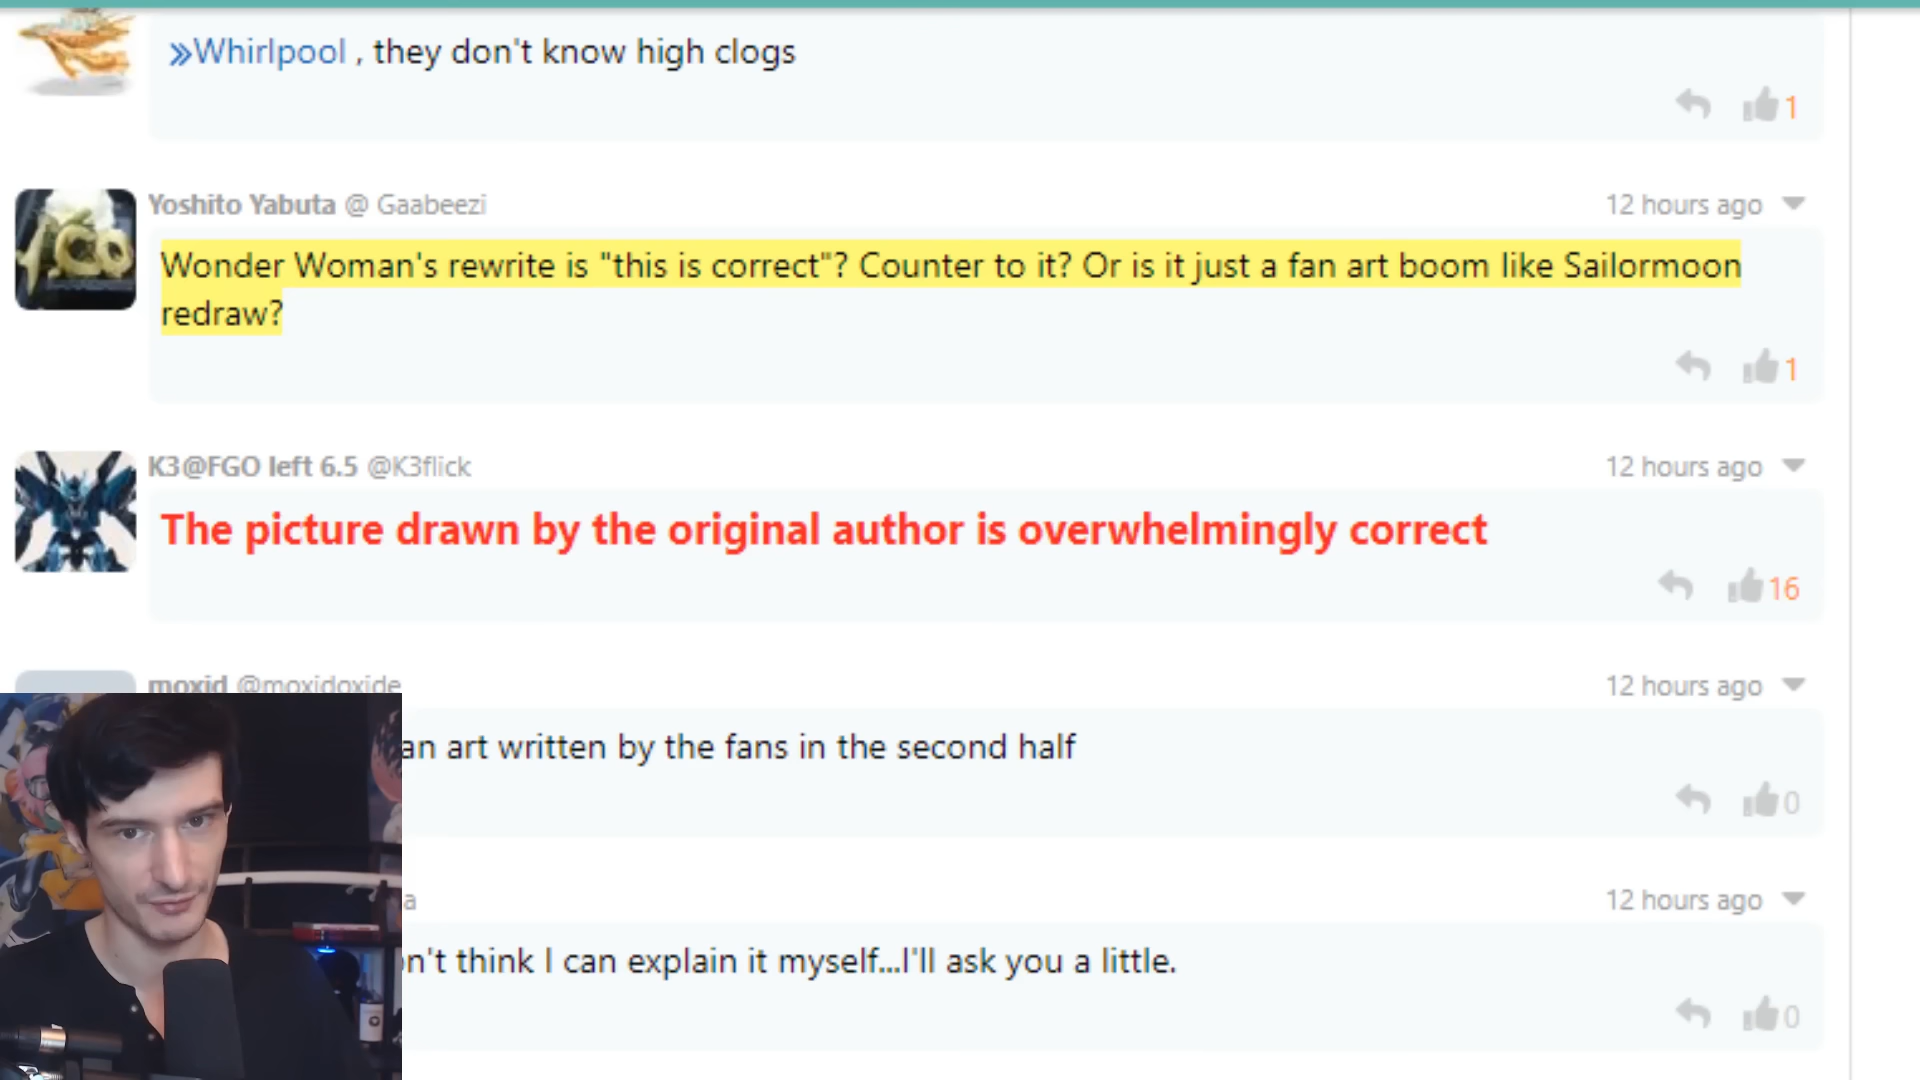 »Whirlpool , they don't know high clogs
1
Yoshito Yabuta @ Gaabeezi
12 hours ago
Wonder Woman's rewrite is "this is correct"? Counter to it? Or is it just a fan art boom like Sailormoon
redraw?
1
K3@FGO left 6.5 @K3flick
12 hours ago
The picture drawn by the original author is overwhelmingly correct
16
moxid @moxidoxide
12 hours ago
an art written by the fans in the second half
0
a
12 hours ago
n't think I can explain it myself...I'll ask you a little.
0